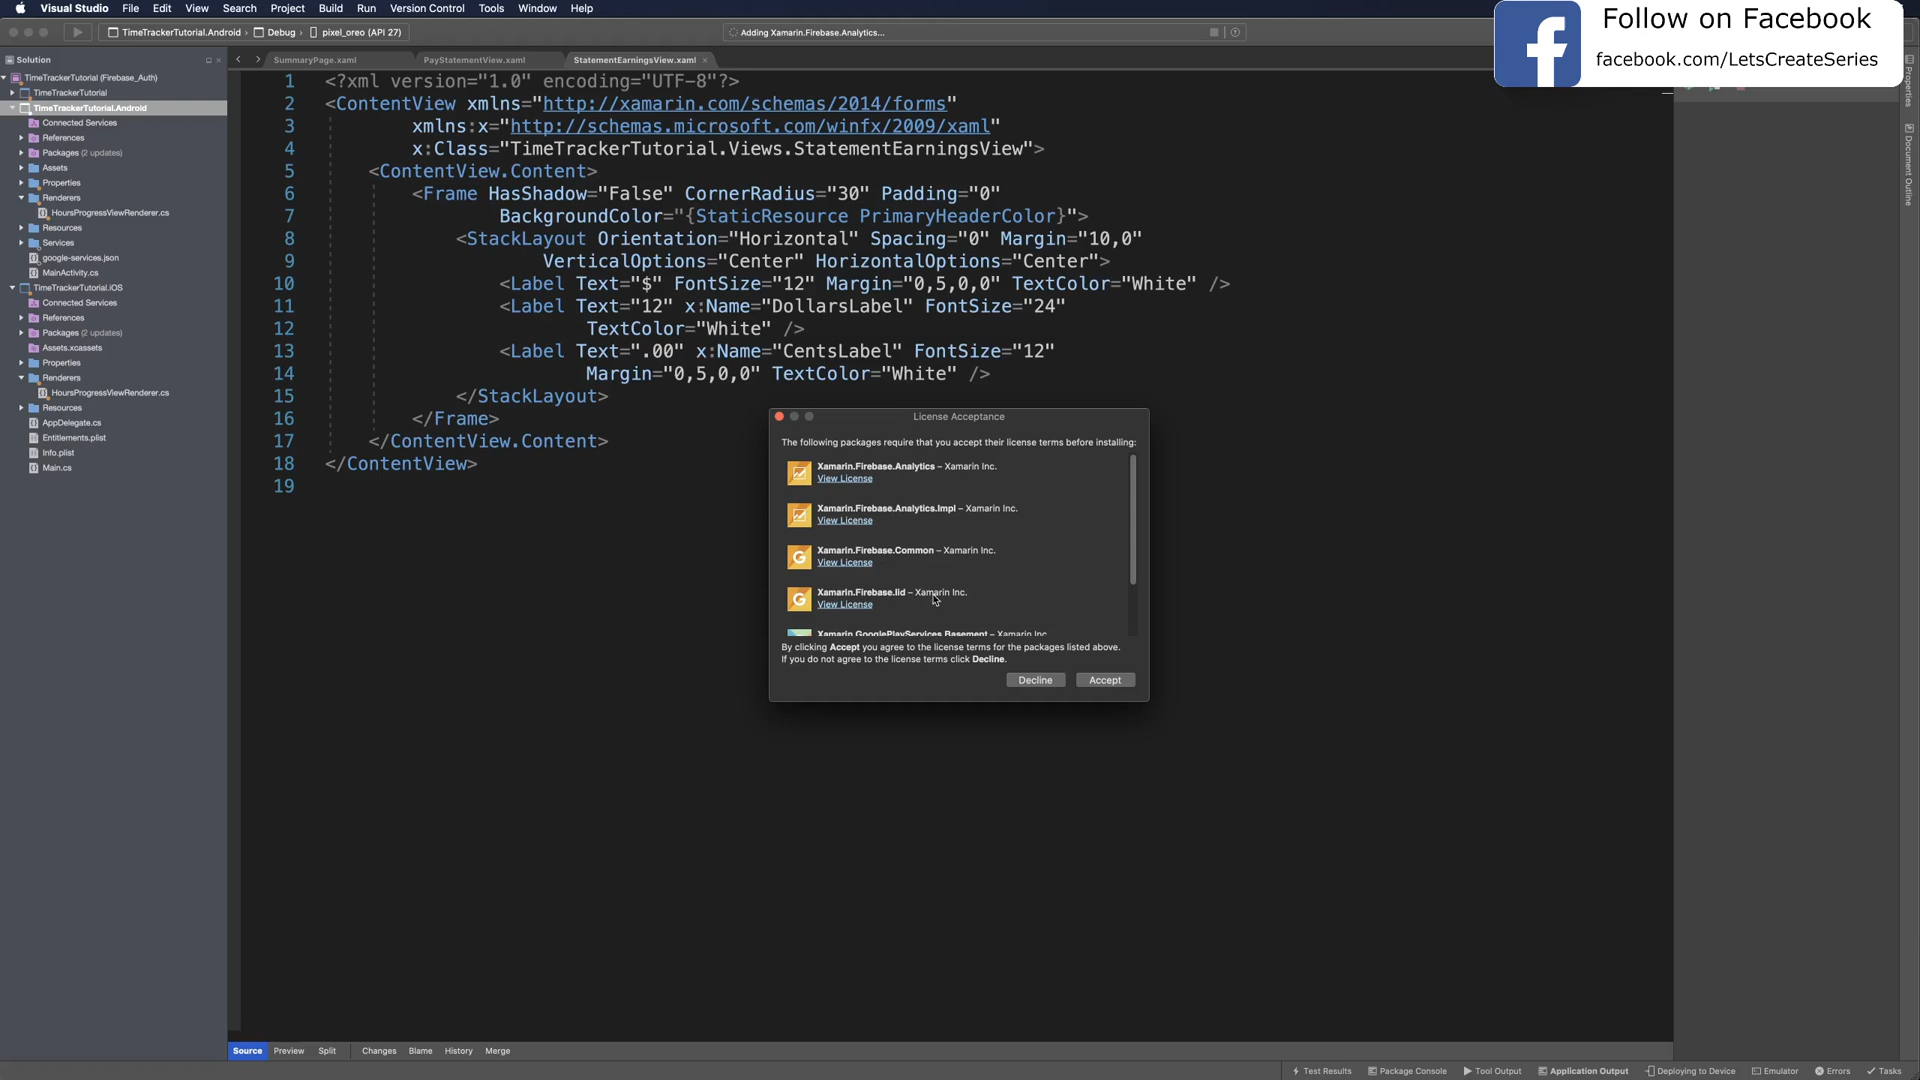 Visual Studio File Edit View Search Project Build Run Version Control Tools Window Help
TimeTrackerTutorial.Android > Debug > pixel_oreo (API 27)
Adding Xamarin.Firebase.Analytics...
Follow on Facebook
facebook.com/LetsCreateSeries
Solution
TimeTrackerTutorial (Firebase_Auth)
TimeTrackerTutorial
TimeTrackerTutorial.Android
Connected Services
References
Packages (2 updates)
Assets
Properties
Renderers
HoursProgressViewRenderer.cs
Resources
Services
google-services.json
MainActivity.cs
TimeTrackerTutorial.iOS
Connected Services
References
Packages (2 updates)
Assets.xcassets
Properties
Renderers
HoursProgressViewRenderer.cs
Resources
AppDelegate.cs
Entitlements.plist
Info.plist
Main.cs
SummaryPage.xaml PayStatementView.xaml StatementEarningsView.xaml
1 <?xml version="1.0" encoding="UTF-8"?>
2 <ContentView xmlns="http://xamarin.com/schemas/2014/forms"
3 xmlns:x="http://schemas.microsoft.com/winfx/2009/xaml"
4 x:Class="TimeTrackerTutorial.Views.StatementEarningsView">
5 <ContentView.Content>
6 <Frame HasShadow="False" CornerRadius="30" Padding="0"
7 BackgroundColor="{StaticResource PrimaryHeaderColor}">
8 <StackLayout Orientation="Horizontal" Spacing="0" Margin="10,0"
9 VerticalOptions="Center" HorizontalOptions="Center">
10 <Label Text="$" FontSize="12" Margin="0,5,0,0" TextColor="White" />
11 <Label Text="12" x:Name="DollarsLabel" FontSize="24"
12 TextColor="White" />
13 <Label Text=".00" x:Name="CentsLabel" FontSize="12"
14 Margin="0,5,0,0" TextColor="White" />
15 </StackLayout>
16 </Frame>
17 </ContentView.Content>
18 </ContentView>
19
License Acceptance
The following packages require that you accept their license terms before installing:
Xamarin.Firebase.Analytics – Xamarin Inc.
View License
Xamarin.Firebase.Analytics.Impl – Xamarin Inc.
View License
Xamarin.Firebase.Common – Xamarin Inc.
View License
Xamarin.Firebase.Iid – Xamarin Inc.
View License
Xamarin.GooglePlayServices.Basement – Xamarin Inc.
By clicking Accept you agree to the license terms for the packages listed above.
If you do not agree to the license terms click Decline.
Decline Accept
Properties
Document Outline
Source Preview Split Changes Blame History Merge
Test Results Package Console Tool Output Application Output Deploying to Device Emulator Errors Tasks